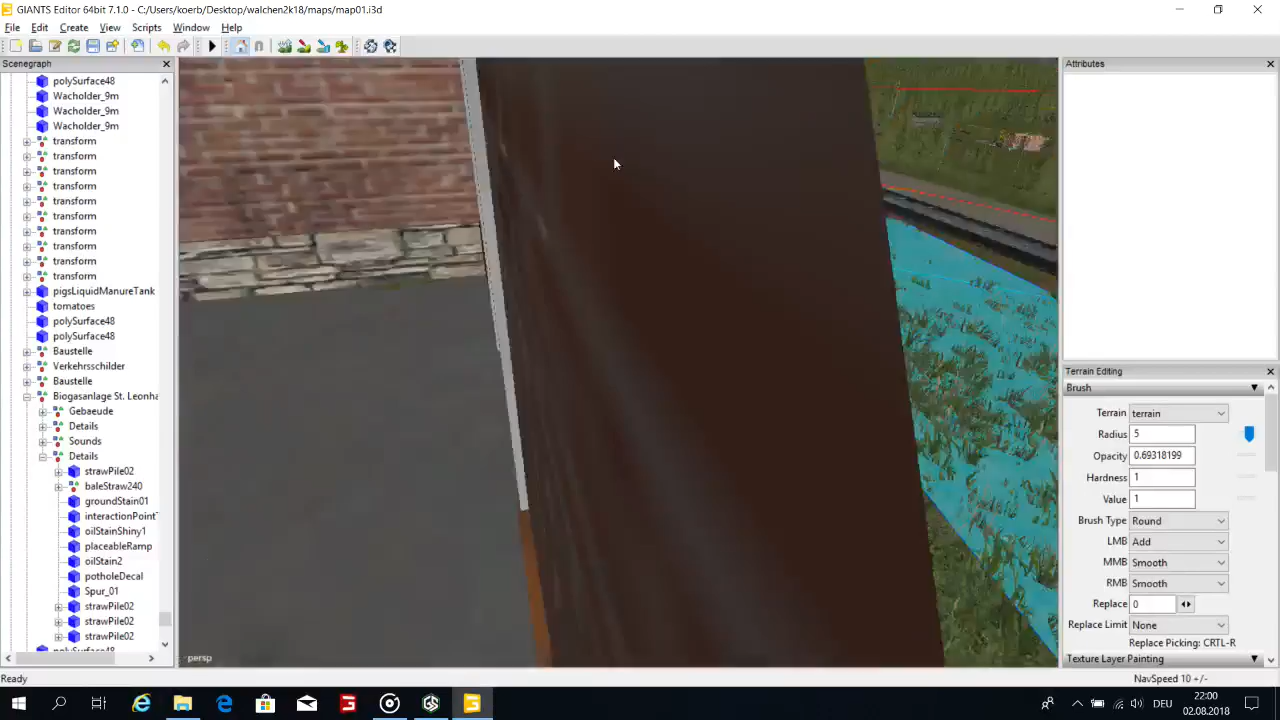 GIANTS Editor 64bit 7.1.0 - C:/Users/koerb/Desktop/walchen2k18/maps/map01.i3d
File Edit Create View Scripts Window Help
Scenegraph
polySurface48
Wacholder_9m
Wacholder_9m
Wacholder_9m
transform
transform
transform
transform
transform
transform
transform
transform
transform
transform
pigsLiquidManureTank
tomatoes
polySurface48
polySurface48
Baustelle
Verkehrsschilder
Baustelle
Biogasanlage St. Leonha
Gebaeude
Details
Sounds
Details
strawPile02
baleStraw240
groundStain01
interactionPoint
oilStainShiny1
placeableRamp
oilStain2
potholeDecal
Spur_01
strawPile02
strawPile02
strawPile02
polySurface48
persp
Attributes
Terrain Editing
Brush
Terrain terrain
Radius 5
Opacity 0.69318199
Hardness 1
Value 1
Brush Type Round
LMB Add
MMB Smooth
RMB Smooth
Replace 0
Replace Limit None
Replace Picking: CRTL-R
Texture Layer Painting
Ready
NavSpeed 10 +/-
DEU
22:00
02.08.2018